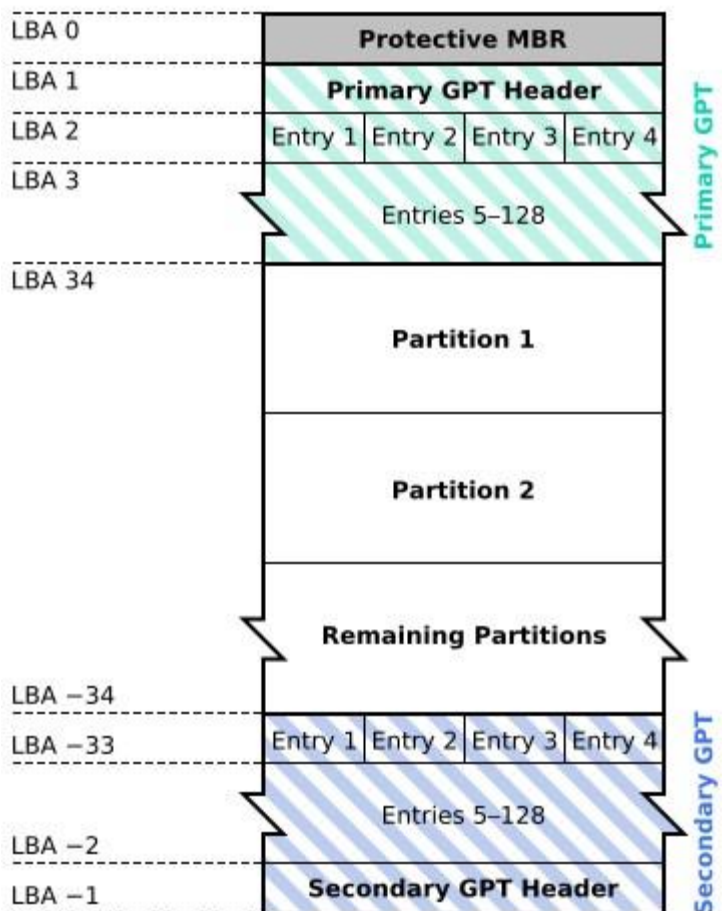 LBA 0
Protective MBR
LBA 1
Primary GPT Header
LBA 2
Entry 1 Entry 2 Entry 3 Entry 4
LBA 3
Entries 5–128
Primary GPT
LBA 34
Partition 1
Partition 2
Remaining Partitions
LBA −34
LBA −33
Entry 1 Entry 2 Entry 3 Entry 4
Entries 5–128
LBA −2
LBA −1
Secondary GPT Header
Secondary GPT